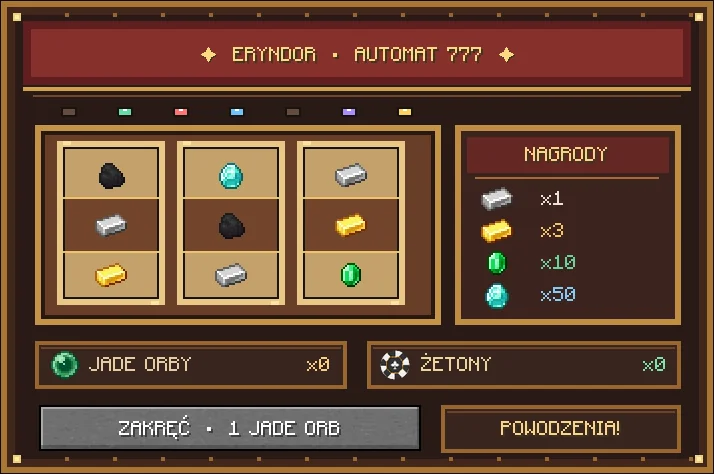 ✦ ERYNDOR · AUTOMAT 777 ✦
NAGRODY
x1
x3
x10
x50
JADE ORBY x0
ŻETONY x0
ZAKRĘĆ · 1 JADE ORB
POWODZENIA!